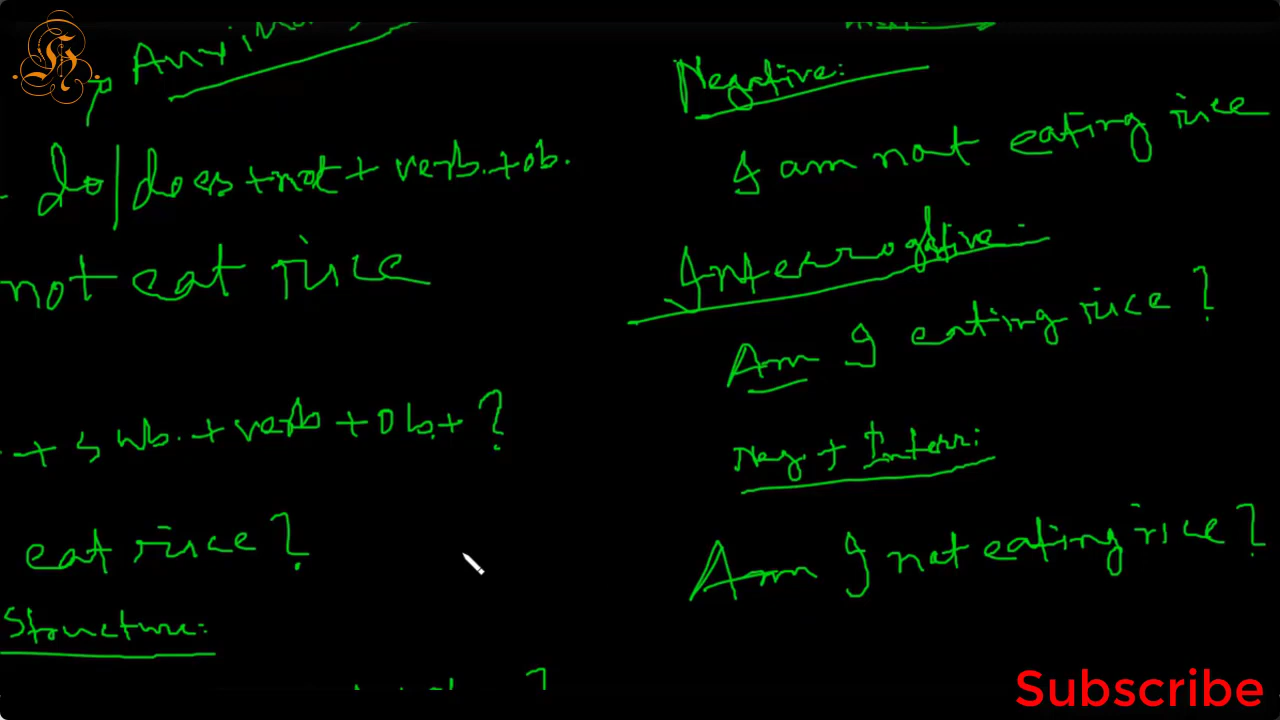 do/does+not+verb.+ob.
not eat rice
+ sub.+verb+ob.+?
eat rice?
Structure:
Negative:
I am not eating rice
Interrogative:
Am I eating rice?
Neg. + Interr:
Am I not eating rice?
Subscribe